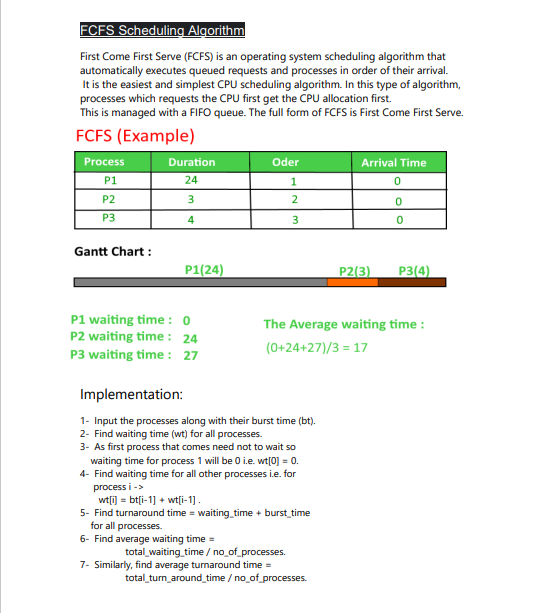 FCFS Scheduling Algorithm
First Come First Serve (FCFS) is an operating system scheduling algorithm that
automatically executes queued requests and processes in order of their arrival.
It is the easiest and simplest CPU scheduling algorithm. In this type of algorithm,
processes which requests the CPU first get the CPU allocation first.
This is managed with a FIFO queue. The full form of FCFS is First Come First Serve.
FCFS (Example)
Process Duration Oder Arrival Time
P1 24 1 0
P2 3 2 0
P3 4 3 0
Gantt Chart :
P1(24) P2(3) P3(4)
P1 waiting time : 0
P2 waiting time : 24
P3 waiting time : 27
The Average waiting time :
(0+24+27)/3 = 17
Implementation:
1- Input the processes along with their burst time (bt).
2- Find waiting time (wt) for all processes.
3- As first process that comes need not to wait so
waiting time for process 1 will be 0 i.e. wt[0] = 0.
4- Find waiting time for all other processes i.e. for
process i ->
wt[i] = bt[i-1] + wt[i-1] .
5- Find turnaround time = waiting_time + burst_time
for all processes.
6- Find average waiting time =
total_waiting_time / no_of_processes.
7- Similarly, find average turnaround time =
total_turn_around_time / no_of_processes.